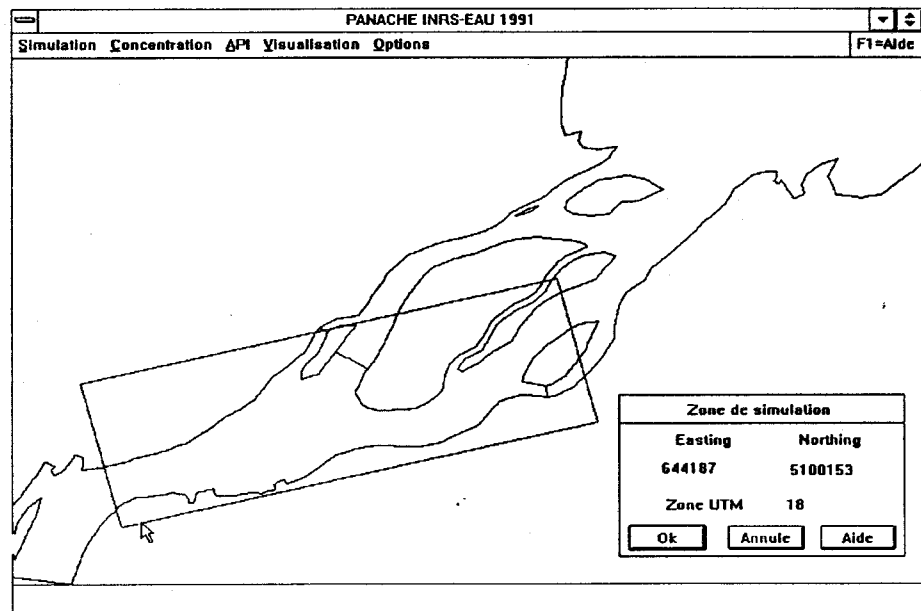 PANACHE INRS-EAU 1991
Simulation Concentration API Visualisation Options F1=Aide
Zone de simulation
Easting Northing
644187 5100153
Zone UTM 18
Ok Annule Aide